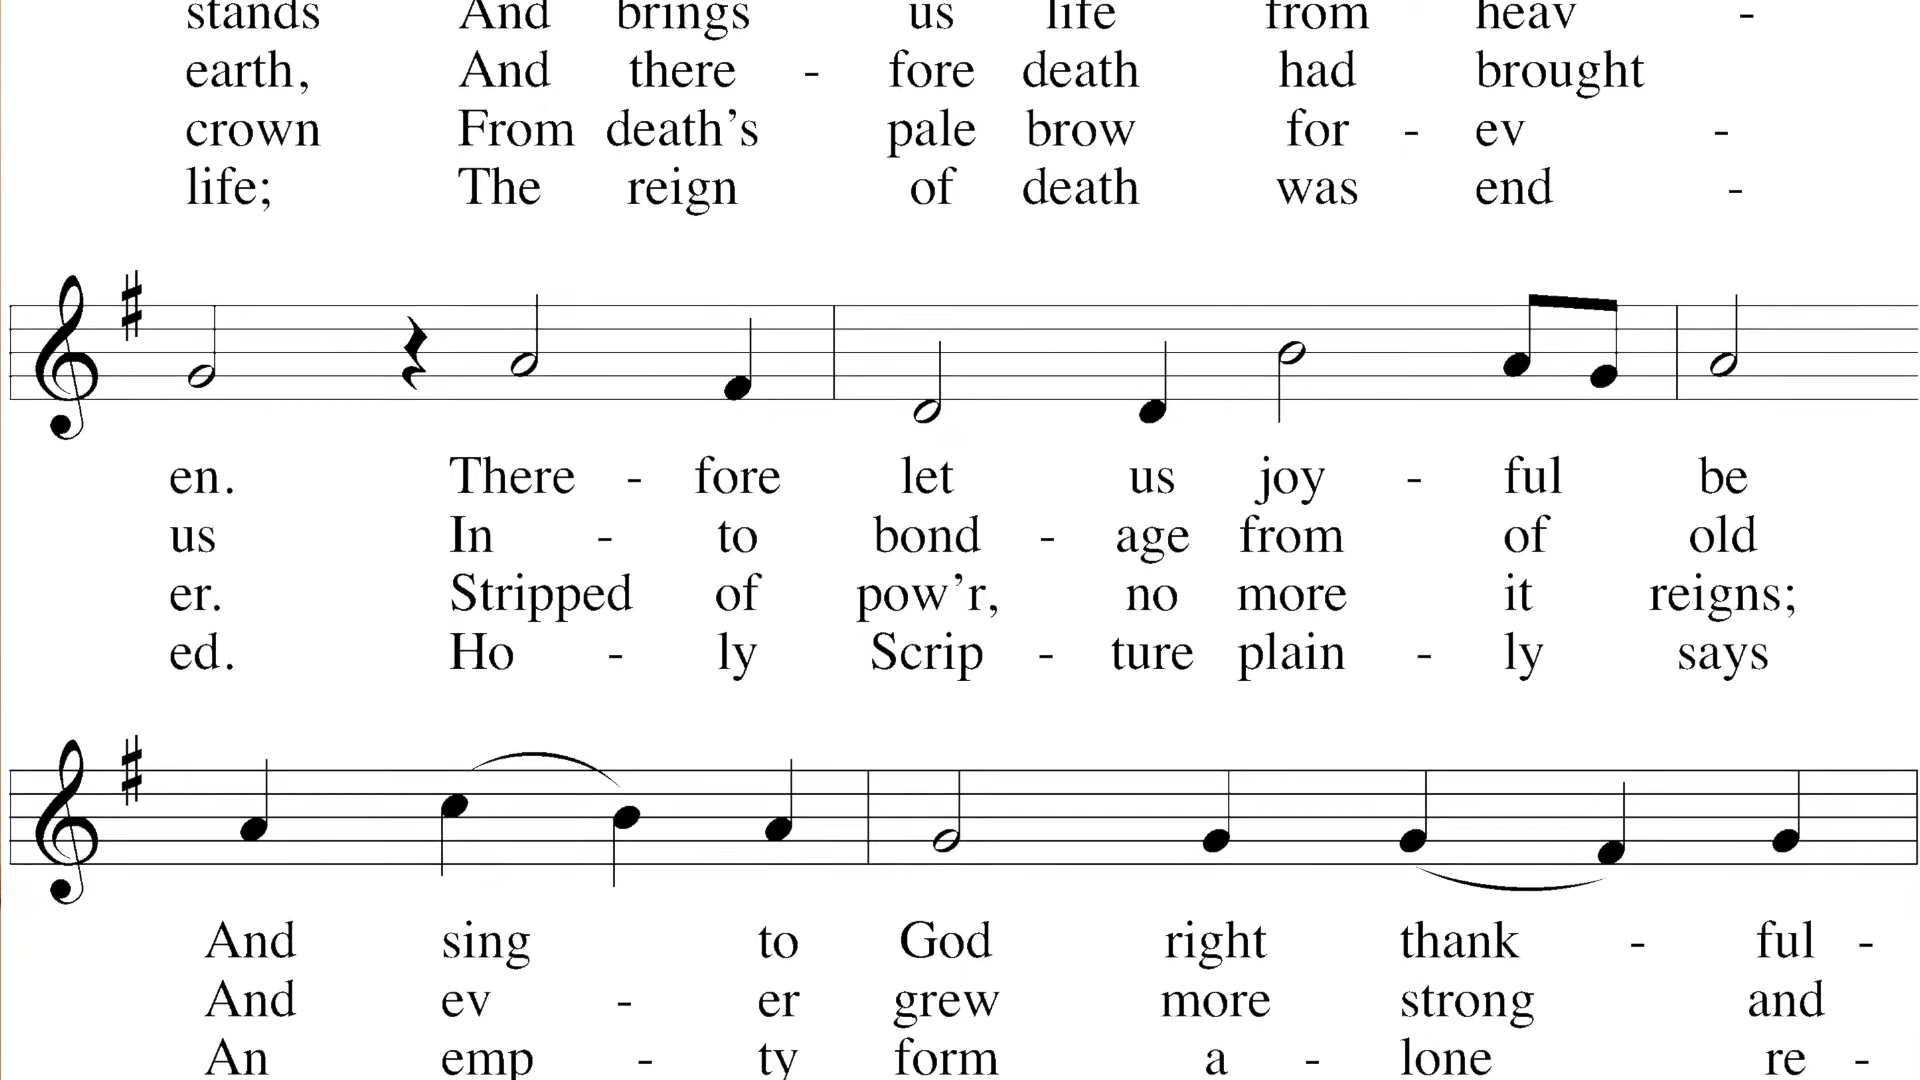 stands And brings us life from heav -
earth, And there - fore death had brought
crown From death's pale brow for - ev -
life; The reign of death was end -
en. There - fore let us joy - ful be
us In - to bond - age from of old
er. Stripped of pow'r, no more it reigns;
ed. Ho - ly Scrip - ture plain - ly says
And sing to God right thank - ful -
And ev - er grew more strong and
An emp - ty form a - lone re -